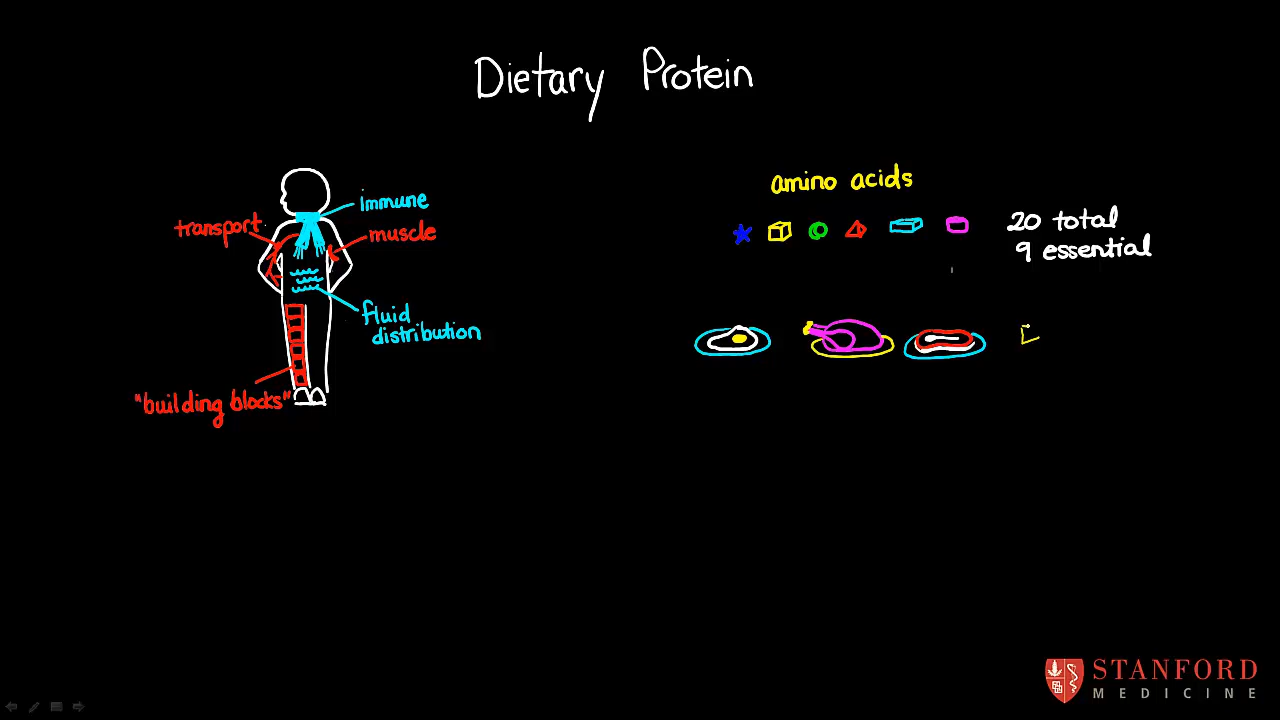 Dietary Protein
immune
transport
muscle
fluid
distribution
"building blocks"
amino acids
20 total
9 essential
STANFORD
MEDICINE